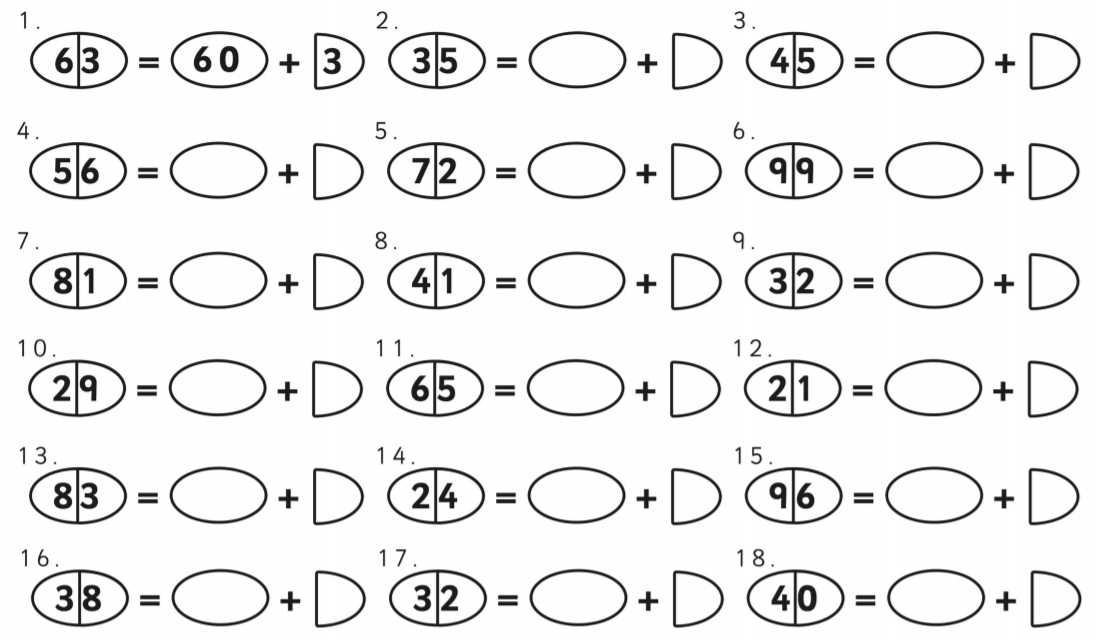 1. 2. 3.
63 = 60 + 3 35 = + 45 = +
4. 5. 6.
56 = + 72 = + 99 = +
7. 8. 9.
81 = + 41 = + 32 = +
10. 11. 12.
29 = + 65 = + 21 = +
13. 14. 15.
83 = + 24 = + 96 = +
16. 17. 18.
38 = + 32 = + 40 = +